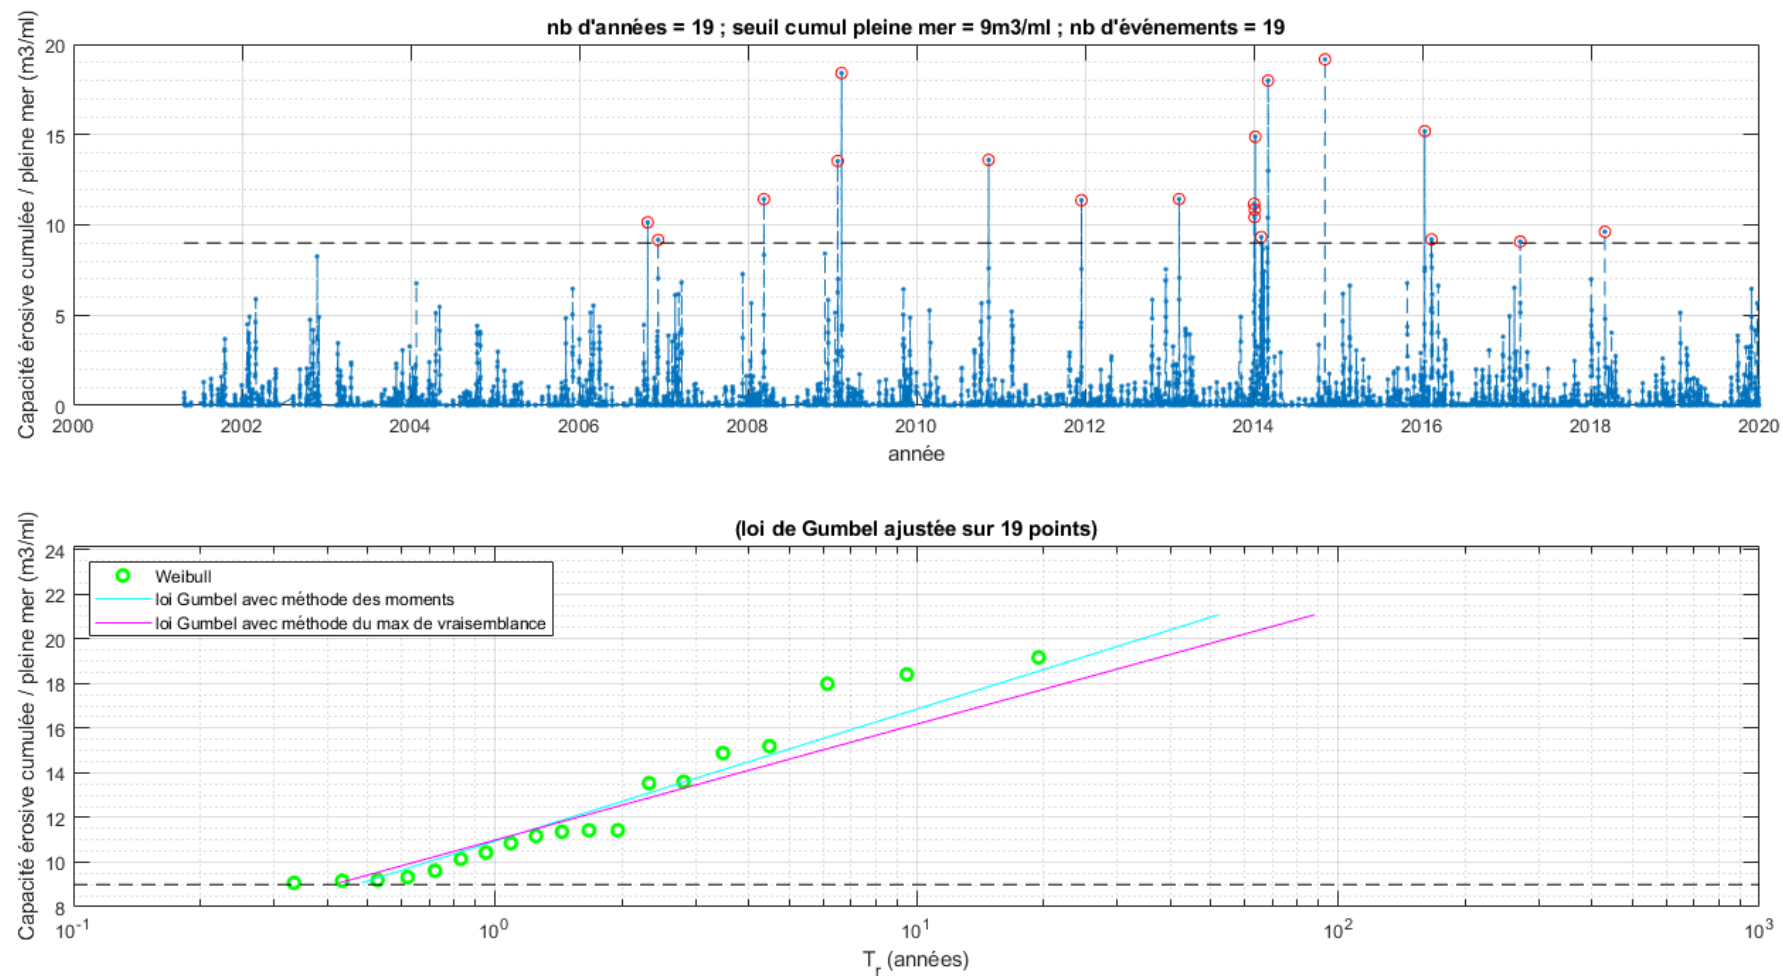 nb d'années = 19 ; seuil cumul pleine mer = 9m3/ml ; nb d'événements = 19
Capacité érosive cumulée / pleine mer (m3/ml)
20
15
10
5
0
2000 2002 2004 2006 2008 2010 2012 2014 2016 2018 2020
année
(loi de Gumbel ajustée sur 19 points)
Capacité érosive cumulée / pleine mer (m3/ml)
24
22
20
18
16
14
12
10
8
Weibull
loi Gumbel avec méthode des moments
loi Gumbel avec méthode du max de vraisemblance
10-1 100 101 102 103
Tr (années)